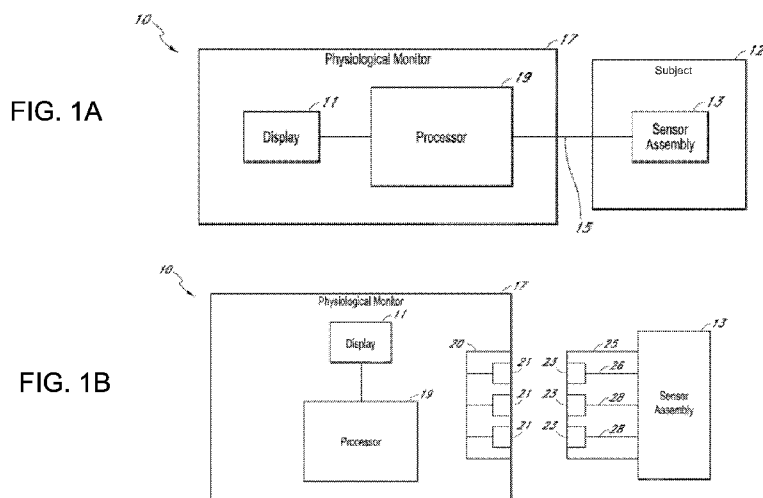 10
17
12
Physiological Monitor
Subject
19
11
13
FIG. 1A
Display
Processor
Sensor
Assembly
15
10
17
13
Physiological Monitor
11
20
25
Display
21
23
26
FIG. 1B
19
21
23
28
Sensor
Assembly
Processor
21
23
28